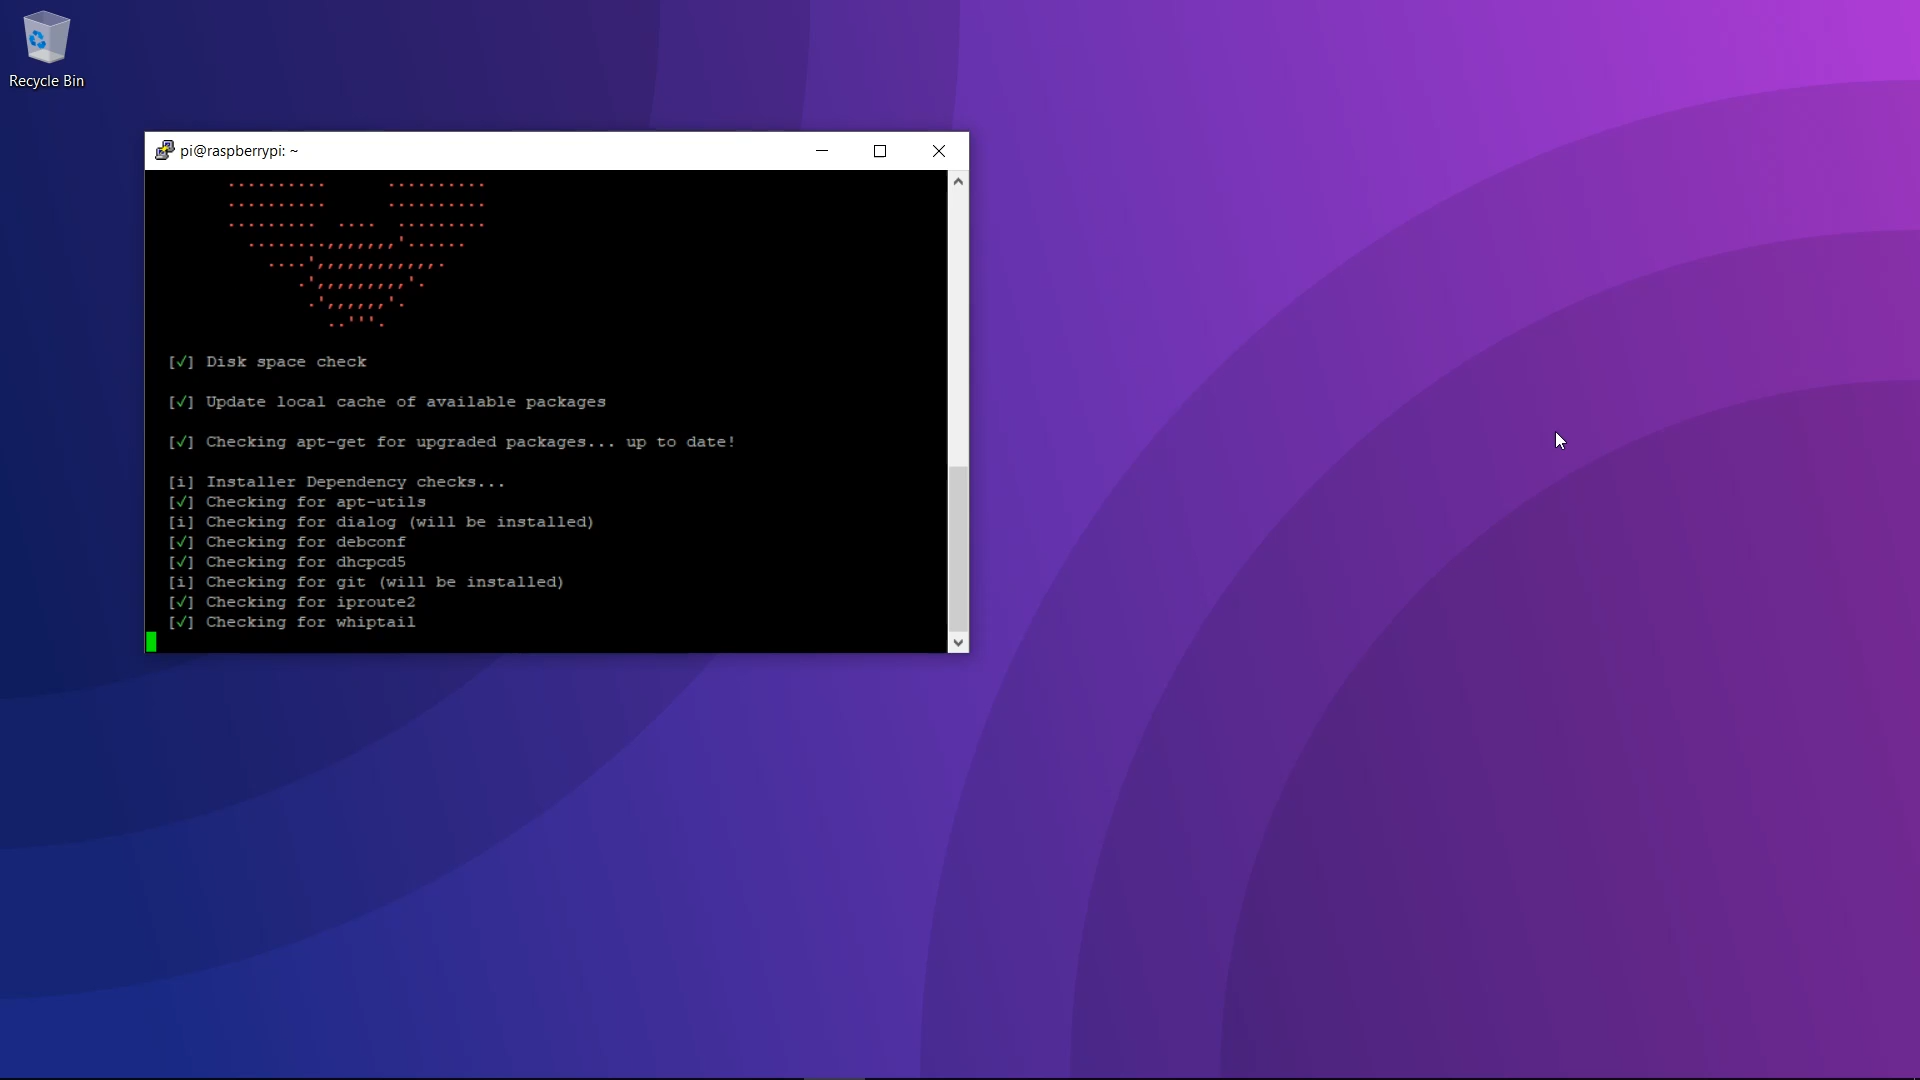 Recycle Bin
pi@raspberrypi: ~
[✓] Disk space check
[✓] Update local cache of available packages
[✓] Checking apt-get for upgraded packages... up to date!
[i] Installer Dependency checks...
[✓] Checking for apt-utils
[i] Checking for dialog (will be installed)
[✓] Checking for debconf
[✓] Checking for dhcpcd5
[i] Checking for git (will be installed)
[✓] Checking for iproute2
[✓] Checking for whiptail